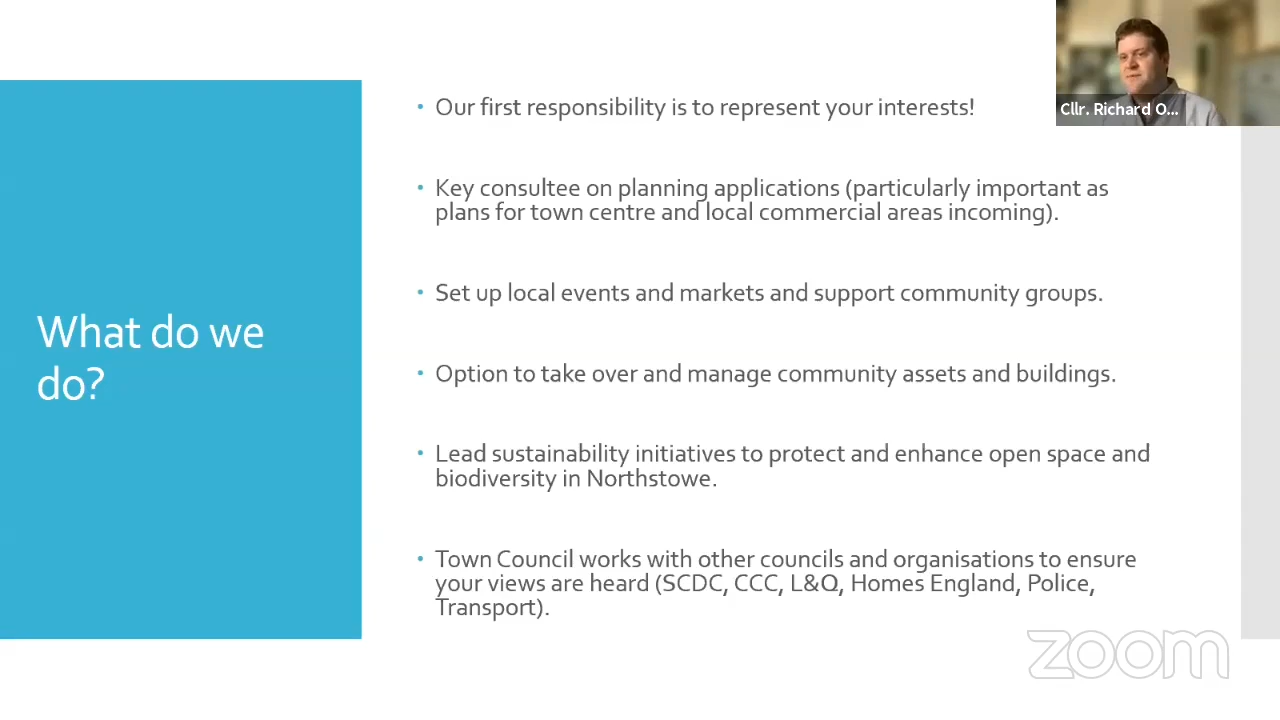 Cllr. Richard O...
What do we
do?
• Our first responsibility is to represent your interests!
• Key consultee on planning applications (particularly important as
plans for town centre and local commercial areas incoming).
• Set up local events and markets and support community groups.
• Option to take over and manage community assets and buildings.
• Lead sustainability initiatives to protect and enhance open space and
biodiversity in Northstowe.
• Town Council works with other councils and organisations to ensure
your views are heard (SCDC, CCC, L&Q, Homes England, Police,
Transport).
zoom